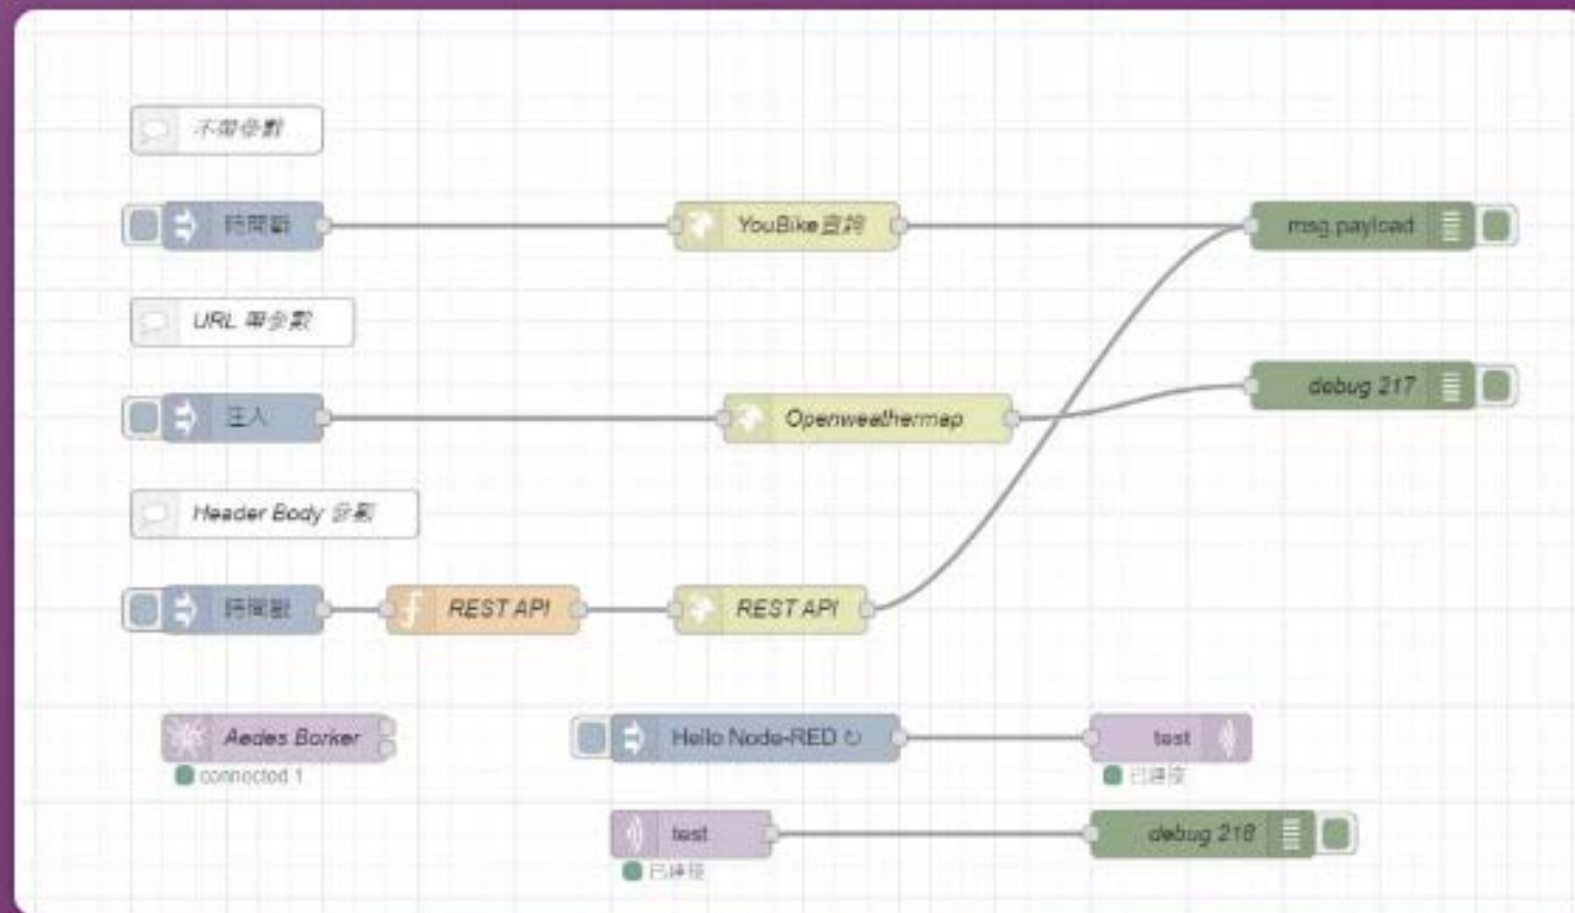 不帶參數
時間戳
YouBike查詢
msg.payload
URL 帶參數
注入
Openweathermap
debug 217
Header Body 參數
時間戳
REST API
REST API
Aedes Borker
connected 1
Hello Node-RED ↻
test
已連接
test
已連接
debug 218